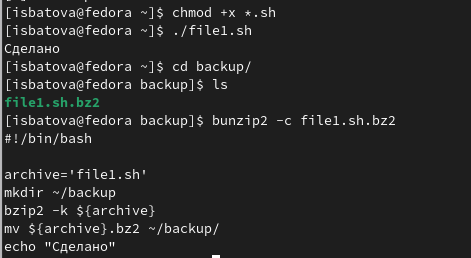 [isbatova@fedora ~]$ chmod +x *.sh
[isbatova@fedora ~]$ ./file1.sh
Сделано
[isbatova@fedora ~]$ cd backup/
[isbatova@fedora backup]$ ls
file1.sh.bz2
[isbatova@fedora backup]$ bunzip2 -c file1.sh.bz2
#!/bin/bash
archive='file1.sh'
mkdir ~/backup
bzip2 -k ${archive}
mv ${archive}.bz2 ~/backup/
echo "Сделано"